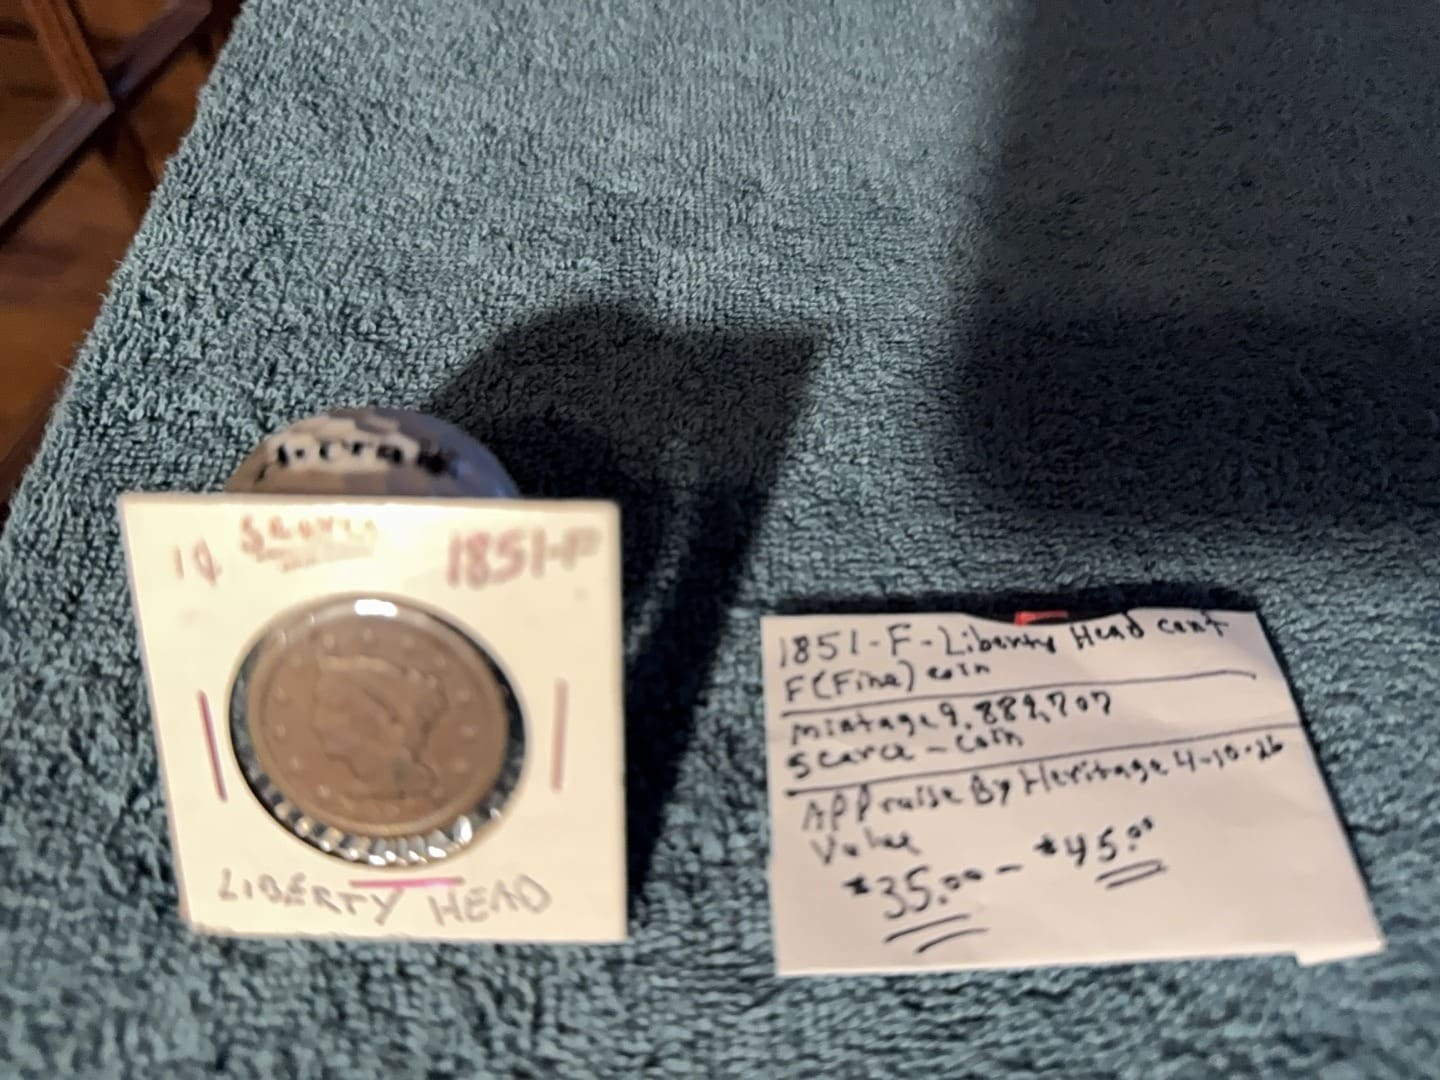 1¢ Scarce 1851-P
LIBERTY HEAD
1851-F-Liberty Head cent
F(Fine) coin
mintage 9,889,707
Scarce - Coin
Appraise By Heritage 4-10-26
Value
$35.00 - $45.00